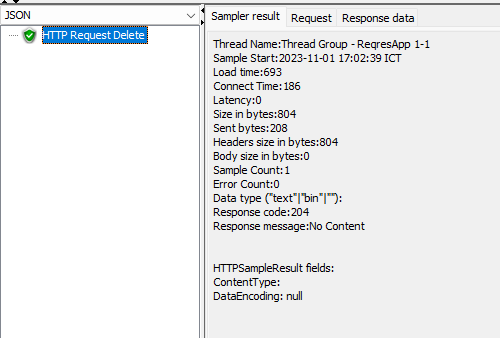 JSON
HTTP Request Delete
Sampler result
Request
Response data
Thread Name:Thread Group - ReqresApp 1-1
Sample Start:2023-11-01 17:02:39 ICT
Load time:693
Connect Time:186
Latency:0
Size in bytes:804
Sent bytes:208
Headers size in bytes:804
Body size in bytes:0
Sample Count:1
Error Count:0
Data type ("text"|"bin"|""):
Response code:204
Response message:No Content
HTTPSampleResult fields:
ContentType:
DataEncoding: null